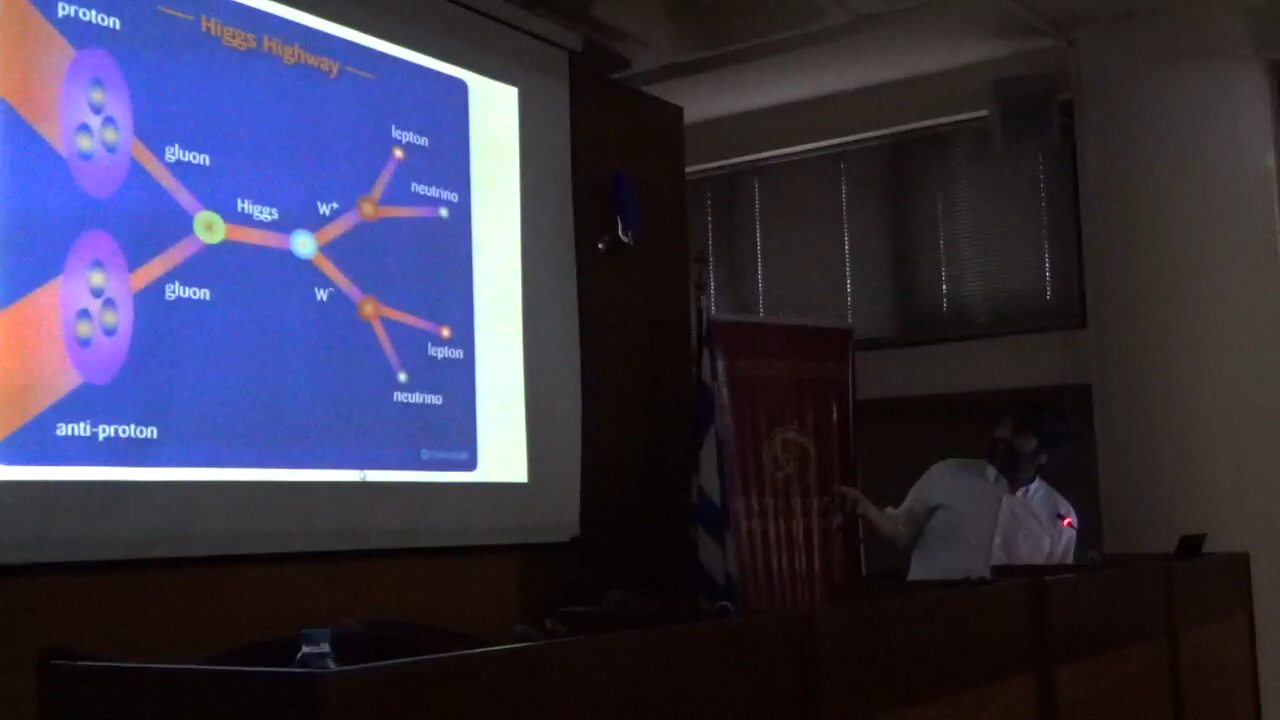 proton
Higgs Highway
lepton
gluon
neutrino
Higgs
W⁺
gluon
W⁻
lepton
neutrino
anti-proton